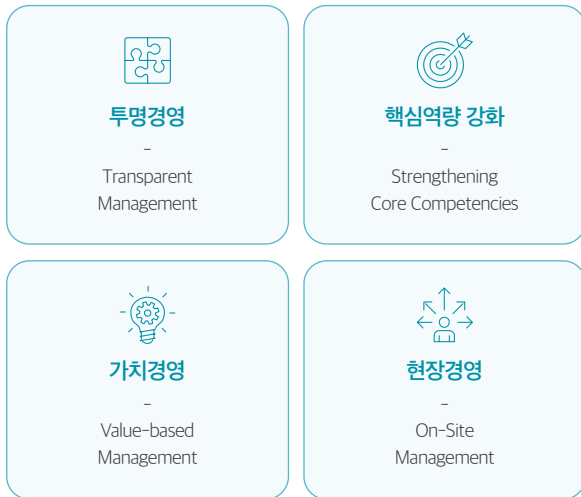 투명경영
-
Transparent
Management
핵심역량 강화
-
Strengthening
Core Competencies
가치경영
-
Value-based
Management
현장경영
-
On-Site
Management